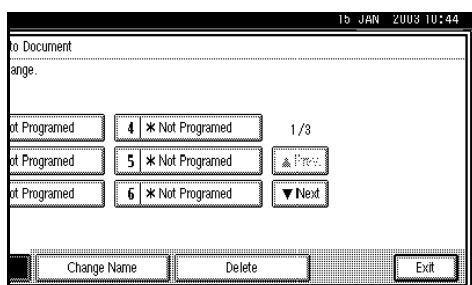 15 JAN 2003 10:44
to Document
ange.
ot Programed 4 * Not Programed 1/3
ot Programed 5 * Not Programed ▲ Prev.
ot Programed 6 * Not Programed ▼ Next
Change Name Delete Exit